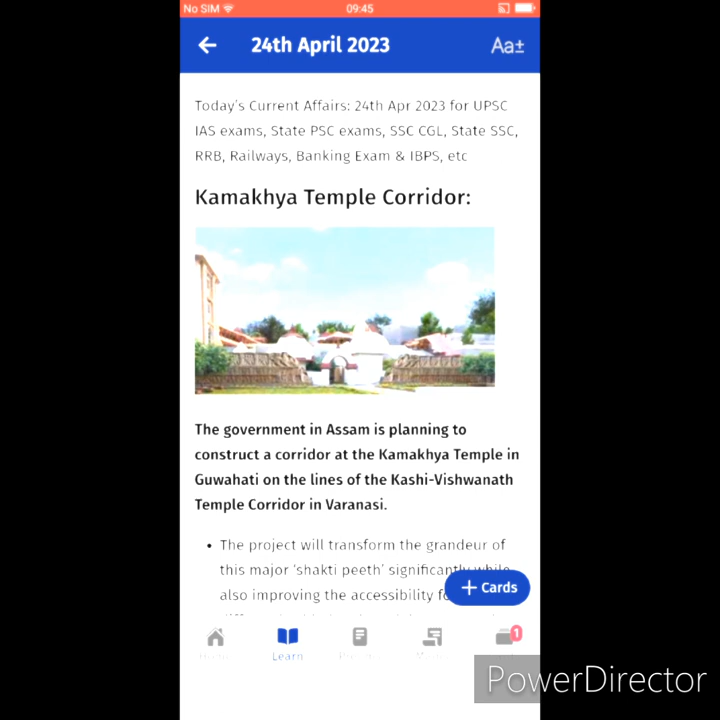 No SIM 09:45
24th April 2023 Aa±
Today's Current Affairs: 24th Apr 2023 for UPSC
IAS exams, State PSC exams, SSC CGL, State SSC,
RRB, Railways, Banking Exam & IBPS, etc
Kamakhya Temple Corridor:
The government in Assam is planning to
construct a corridor at the Kamakhya Temple in
Guwahati on the lines of the Kashi-Vishwanath
Temple Corridor in Varanasi.
• The project will transform the grandeur of
this major 'shakti peeth' significantly while
also improving the accessibility
+ Cards
1
Learn
PowerDirector